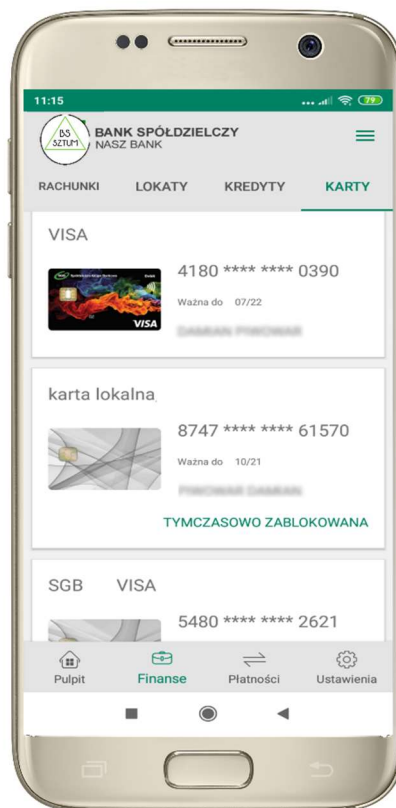 11:15
79
BS
SZTUM
BANK SPÓŁDZIELCZY
NASZ BANK
RACHUNKI LOKATY KREDYTY KARTY
VISA
4180 **** **** 0390
Ważna do 07/22
VISA
karta lokalna
8747 **** **** 61570
Ważna do 10/21
TYMCZASOWO ZABLOKOWANA
SGB VISA
5480 **** **** 2621
Pulpit Finanse Płatności Ustawienia